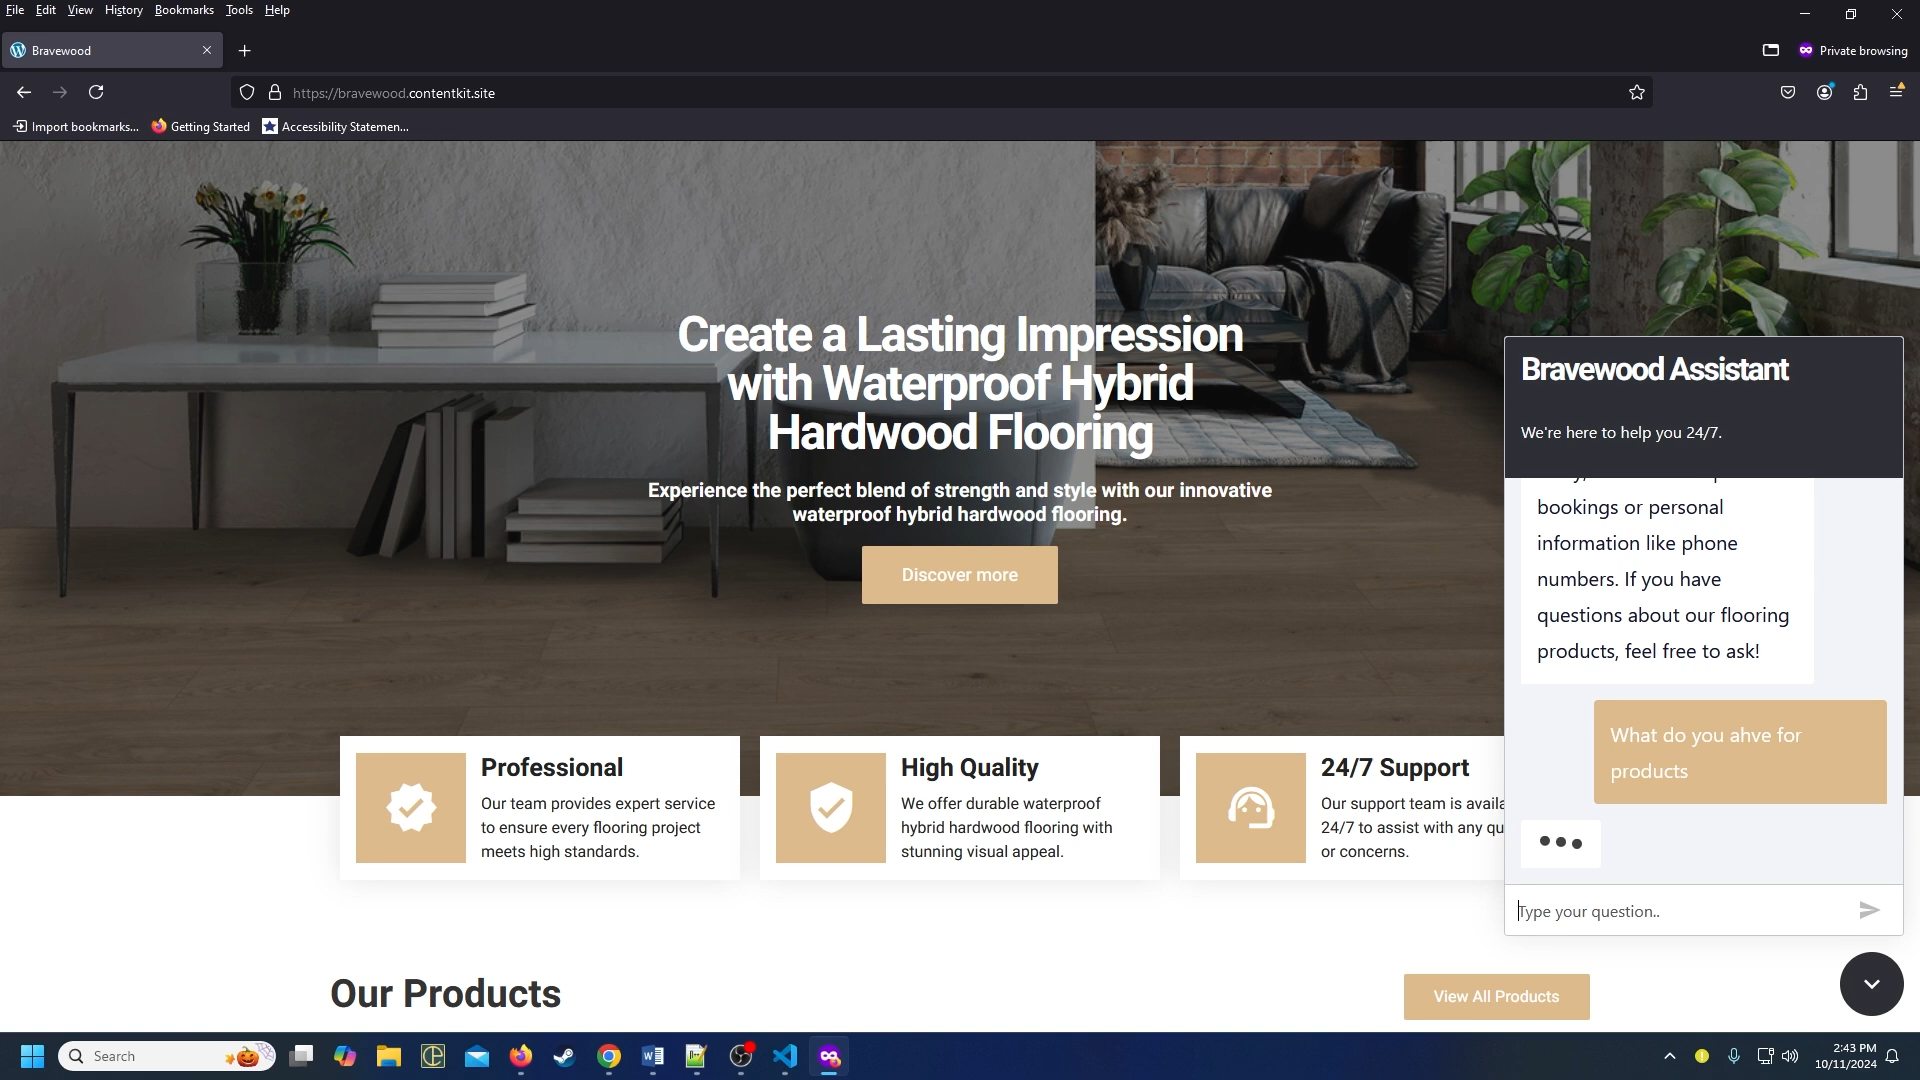 File Edit View History Bookmarks Tools Help
Bravewood
Private browsing
https://bravewood.contentkit.site
Import bookmarks...
Getting Started
Accessibility Statemen...
Create a Lasting Impression
with Waterproof Hybrid
Hardwood Flooring
Experience the perfect blend of strength and style with our innovative
waterproof hybrid hardwood flooring.
Discover more
Professional
Our team provides expert service
to ensure every flooring project
meets high standards.
High Quality
We offer durable waterproof
hybrid hardwood flooring with
stunning visual appeal.
24/7 Support
Our support team is availa
24/7 to assist with any qu
or concerns.
Our Products
View All Products
Bravewood Assistant
We're here to help you 24/7.
bookings or personal
information like phone
numbers. If you have
questions about our flooring
products, feel free to ask!
What do you ahve for
products
Type your question..
Search
2:43 PM
10/11/2024